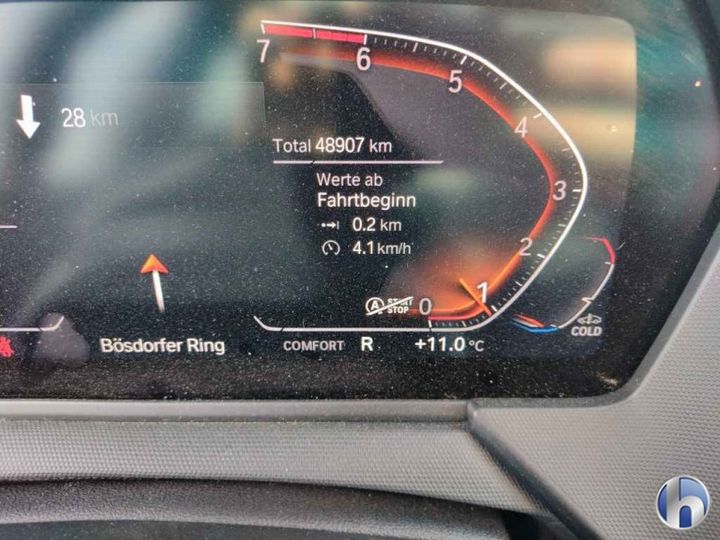 7 6 5 4 3 2 1 0
28 km
Total 48907 km
Werte ab
Fahrtbeginn
0.2 km
4.1 km/h
A START
STOP
COLD
Bösdorfer Ring
COMFORT R +11.0 °C
h